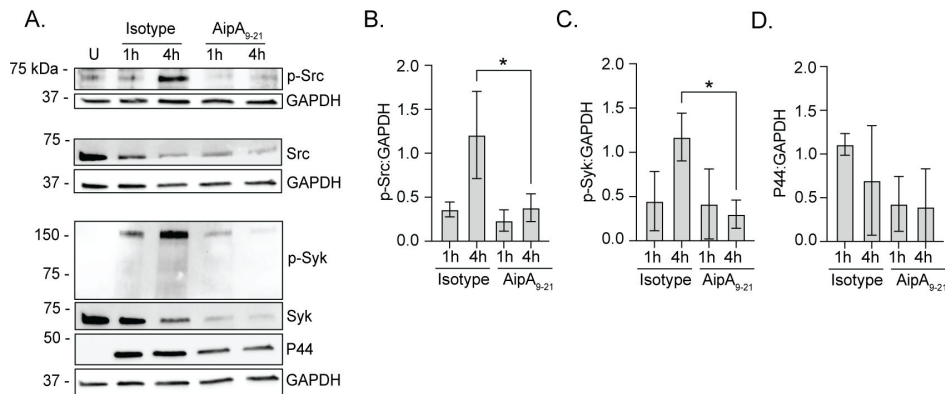 A.
Isotype AipA9-21
U 1h 4h 1h 4h
75 kDa - p-Src
37 - GAPDH
75 - Src
37 - GAPDH
150 - p-Syk
75 -
75 - Syk
50 - P44
37 - GAPDH
B.
p-Src:GAPDH
2.0
1.5
1.0
0.5
0.0
*
1h 4h 1h 4h
Isotype AipA9-21
C.
p-Syk:GAPDH
2.0
1.5
1.0
0.5
0.0
*
1h 4h 1h 4h
Isotype AipA9-21
D.
P44:GAPDH
2.0
1.5
1.0
0.5
0.0
1h 4h 1h 4h
Isotype AipA9-21